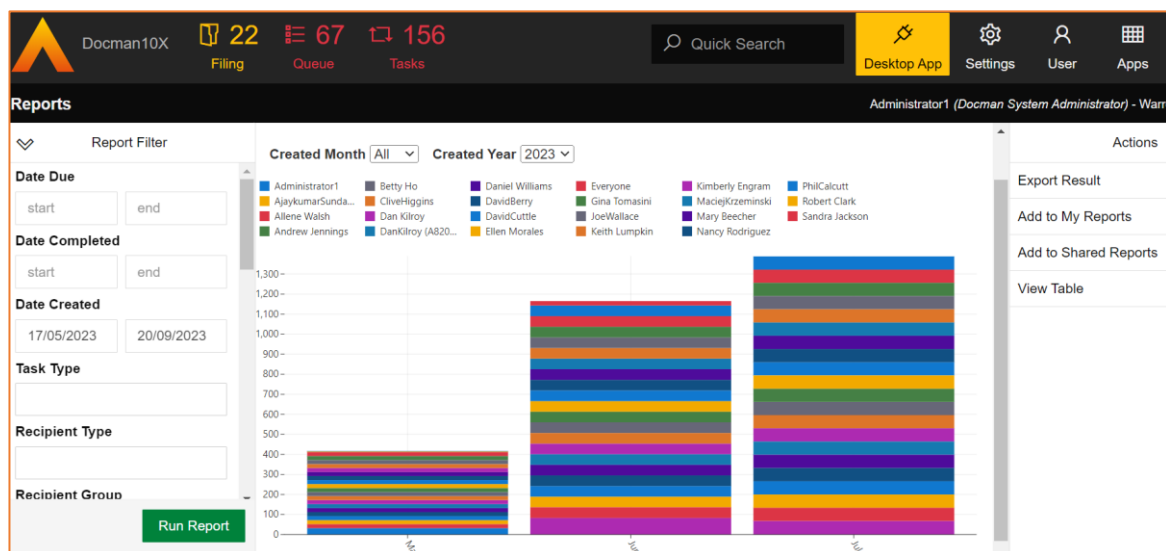 Docman10X
22
Filing
67
Queue
156
Tasks
Quick Search
Desktop App
Settings
User
Apps
Reports
Administrator1 (Docman System Administrator) - Warr
Report Filter
Date Due
start end
Date Completed
start end
Date Created
17/05/2023 20/09/2023
Task Type
Recipient Type
Recipient Group
Run Report
Created Month All Created Year 2023
Administrator1 Betty Ho Daniel Williams Everyone Kimberly Engram PhilCalcutt
AjaykumarSunda... CliveHiggins DavidBerry Gina Tomasini MaciejKrzeminski Robert Clark
Allene Walsh Dan Kilroy DavidCuttle JoeWallace Mary Beecher Sandra Jackson
Andrew Jennings DanKilroy (A820... Ellen Morales Keith Lumpkin Nancy Rodriguez
1,300
1,200
1,100
1,000
900
800
700
600
500
400
300
200
100
0
Actions
Export Result
Add to My Reports
Add to Shared Reports
View Table